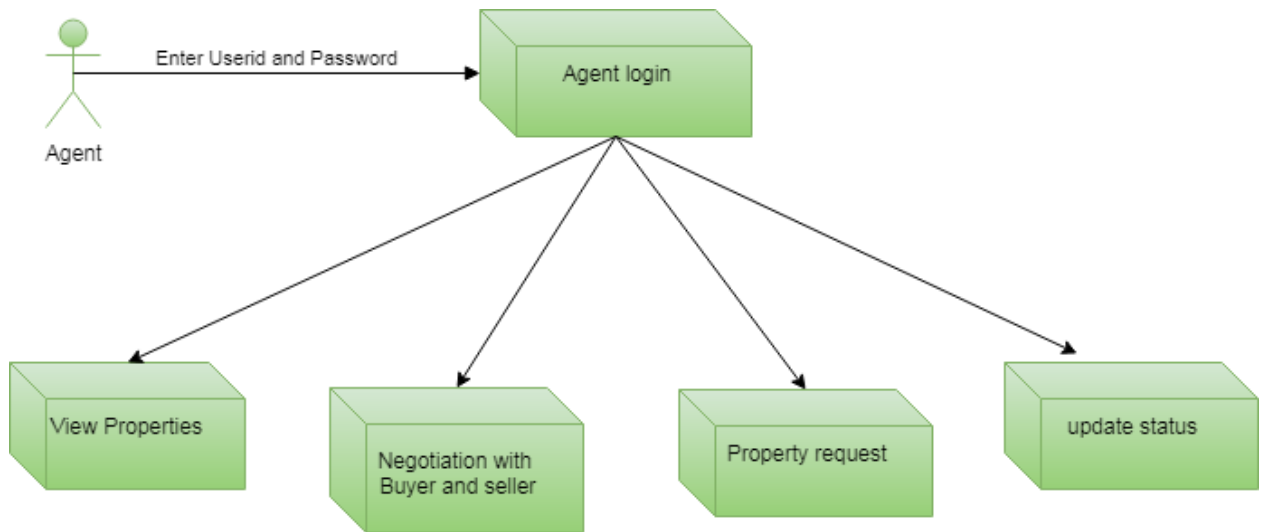 Enter Userid and Password
Agent login
Agent
View Properties
Negotiation with
Buyer and seller
Property request
update status